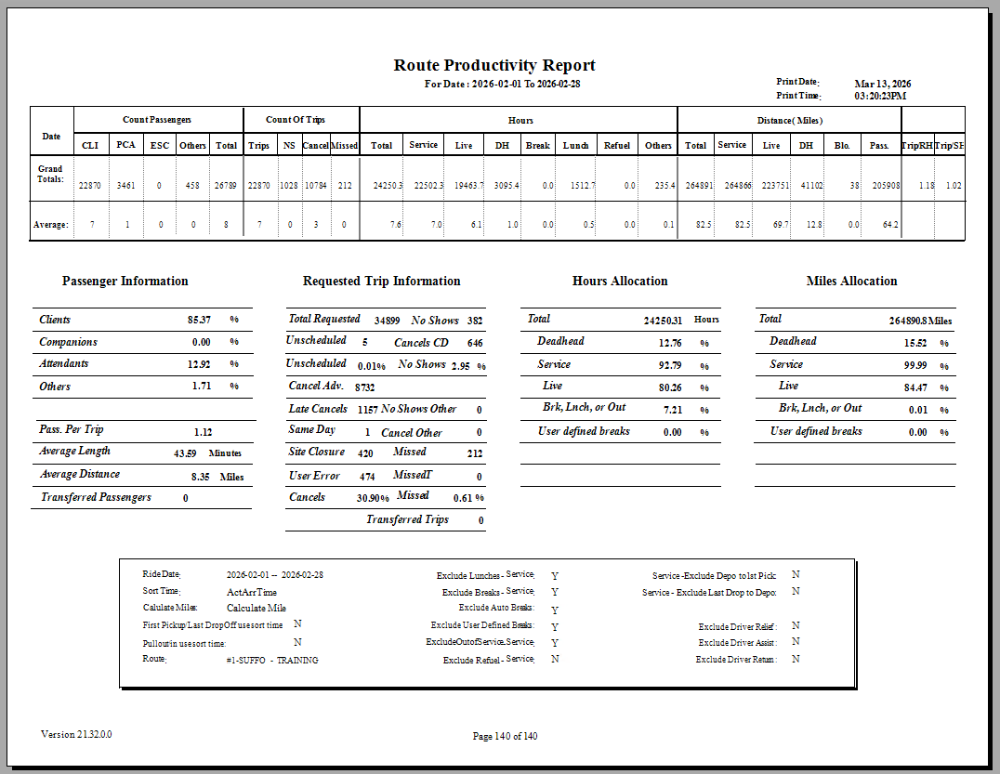 Route Productivity Report
For Date : 2026-02-01 To 2026-02-28
Print Date: Mar 13, 2026
Print Time: 03:20:23PM
Date Count Passengers Count Of Trips Hours Distance( Miles)
CLI PCA ESC Others Total Trips NS Cancel Missed Total Service Live DH Break Lunch Refuel Others Total Service Live DH Blo. Pass. Trip/RH Trip/SH
Grand Totals: 22870 3461 0 458 26789 22870 1028 10784 212 24250.3 22502.3 19463.7 3095.4 0.0 1512.7 0.0 235.4 264891 264866 223751 41102 38 205908 1.18 1.02
Average: 7 1 0 0 8 7 0 3 0 7.6 7.0 6.1 1.0 0.0 0.5 0.0 0.1 82.5 82.5 69.7 12.8 0.0 64.2
Passenger Information
Clients 85.37 %
Companions 0.00 %
Attendants 12.92 %
Others 1.71 %
Pass. Per Trip 1.12
Average Length 43.59 Minutes
Average Distance 8.35 Miles
Transferred Passengers 0
Requested Trip Information
Total Requested 34899 No Shows 382
Unscheduled 5 Cancels CD 646
Unscheduled 0.01% No Shows 2.95 %
Cancel Adv. 8732
Late Cancels 1157 No Shows Other 0
Same Day 1 Cancel Other 0
Site Closure 420 Missed 212
User Error 474 MissedT 0
Cancels 30.90% Missed 0.61 %
Transferred Trips 0
Hours Allocation
Total 24250.31 Hours
Deadhead 12.76 %
Service 92.79 %
Live 80.26 %
Brk, Lnch, or Out 7.21 %
User defined breaks 0.00 %
Miles Allocation
Total 264890.8 Miles
Deadhead 15.52 %
Service 99.99 %
Live 84.47 %
Brk, Lnch, or Out 0.01 %
User defined breaks 0.00 %
Ride Date: 2026-02-01 -- 2026-02-28
Sort Time: ActArrTime
Calulate Miles: Calculate Mile
First Pickup/Last DropOff use sort time N
Pullout/in use sort time: N
Route: #1-SUFFO - TRAINING
Exclude Lunches - Service: Y
Exclude Breaks - Service: Y
Exclude Auto Breaks: Y
Exclude User Defined Breaks: Y
ExcludeOutofService.Service: Y
Exclude Refuel - Service: N
Service -Exclude Depo to 1st Pick: N
Service - Exclude Last Drop to Depo: N
Exclude Driver Relief : N
Exclude Driver Assist : N
Exclude Driver Return : N
Version 21.32.0.0
Page 140 of 140